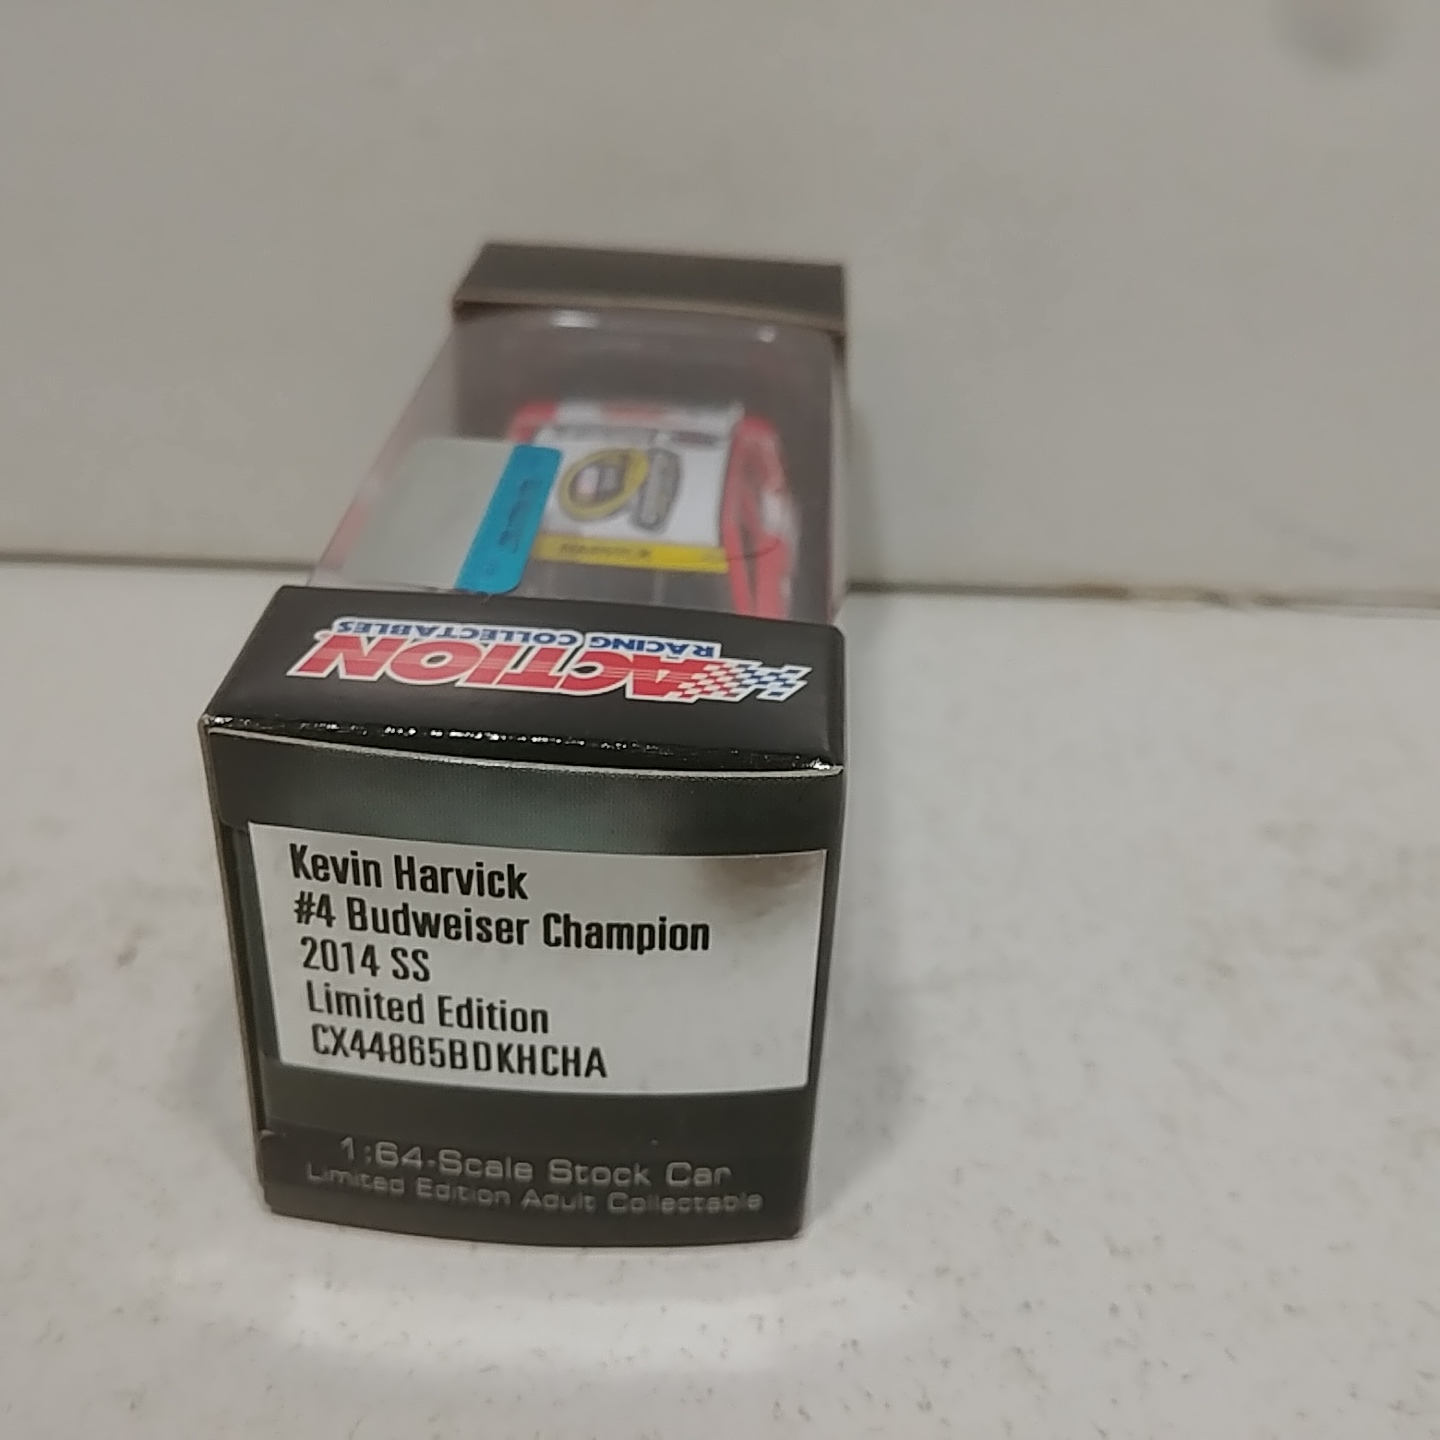 ACTION
RACING COLLECTABLES
Kevin Harvick
#4 Budweiser Champion
2014 SS
Limited Edition
CX44865BDKHCHA
1:64-Scale Stock Car
Limited Edition Adult Collectable